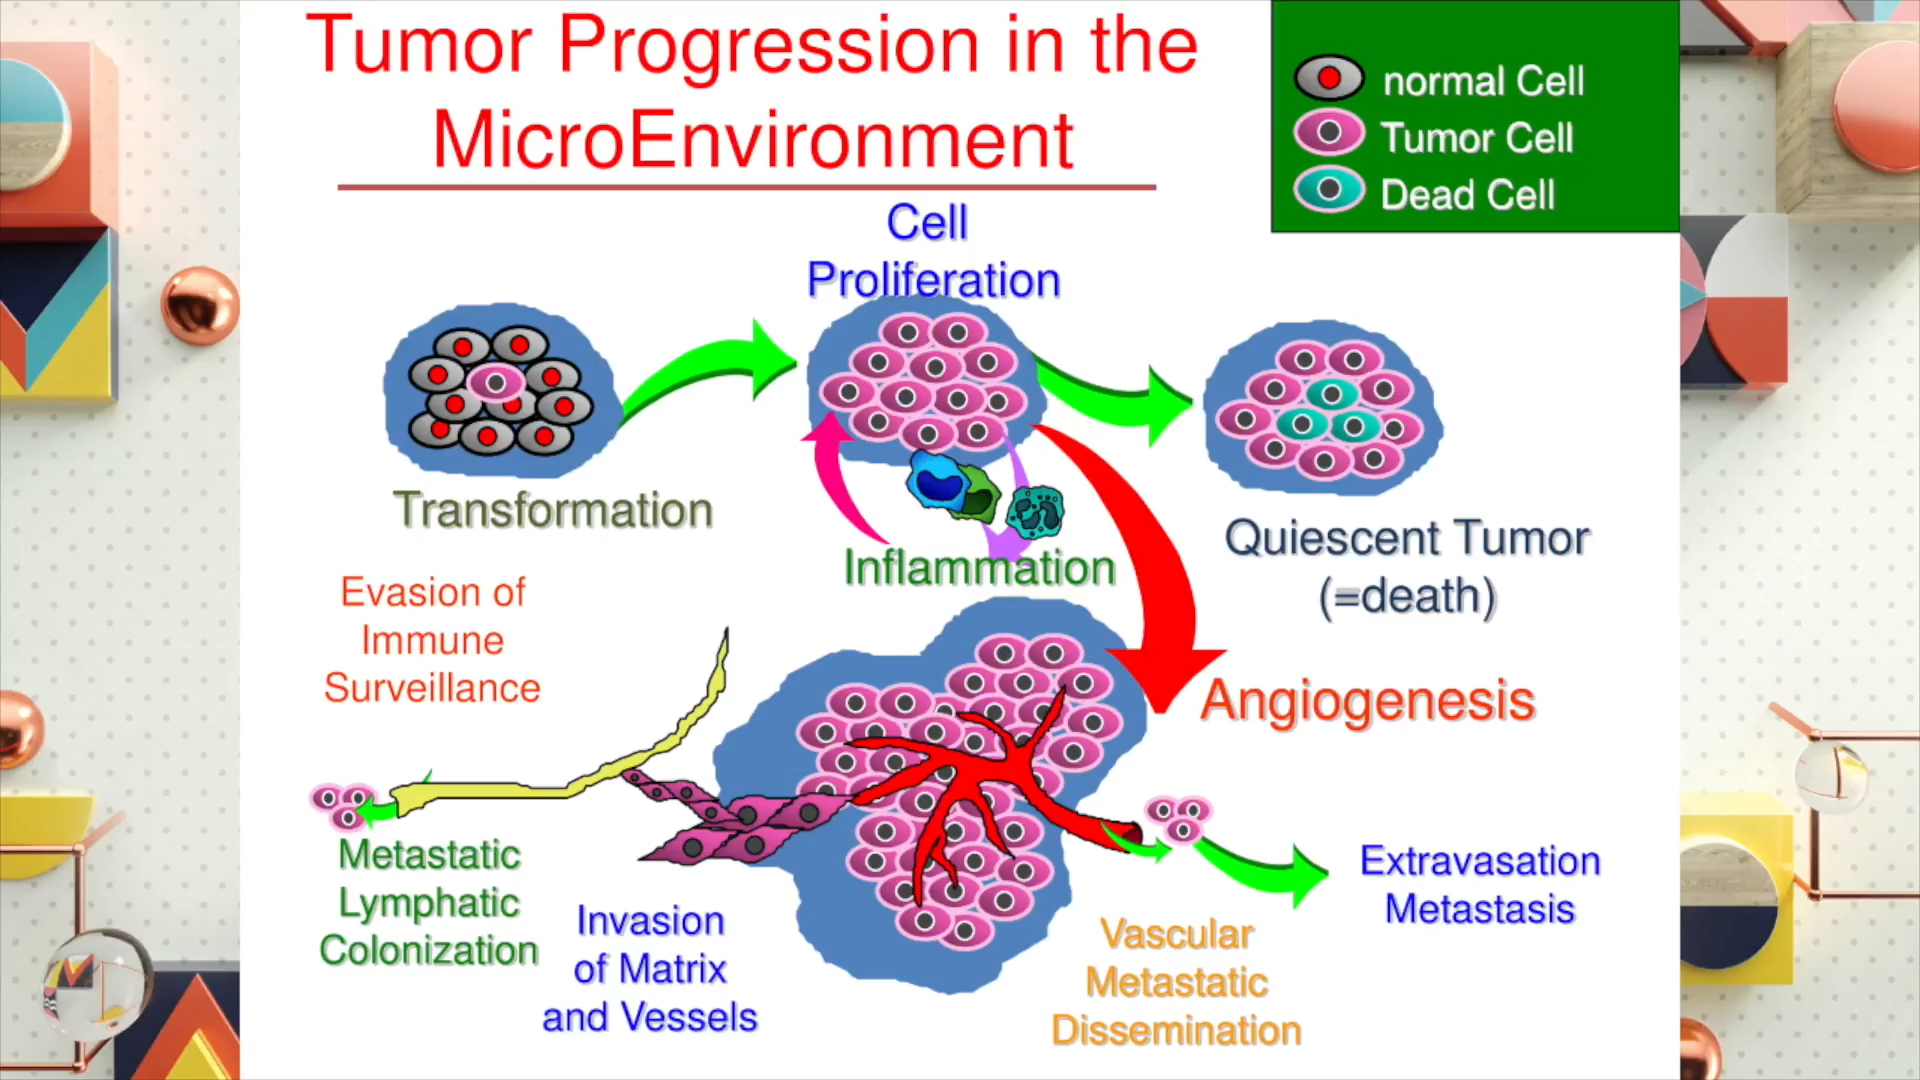 Tumor Progression in the
MicroEnvironment
normal Cell
Tumor Cell
Dead Cell
Cell
Proliferation
Transformation
Inflammation
Quiescent Tumor
(=death)
Evasion of
Immune
Surveillance
Angiogenesis
Metastatic
Lymphatic
Colonization
Invasion
of Matrix
and Vessels
Vascular
Metastatic
Dissemination
Extravasation
Metastasis